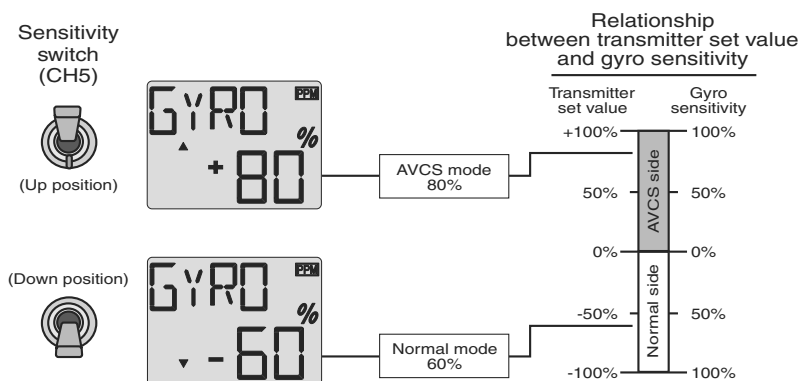 Sensitivity
switch
(CH5)
(Up position)
GYRO PPM
%
+80
AVCS mode
80%
(Down position)
GYRO PPM
%
-60
Normal mode
60%
Relationship
between transmitter set value
and gyro sensitivity
Transmitter
set value
Gyro
sensitivity
+100% 100%
50% 50%
0% 0%
-50% 50%
-100% 100%
AVCS side
Normal side